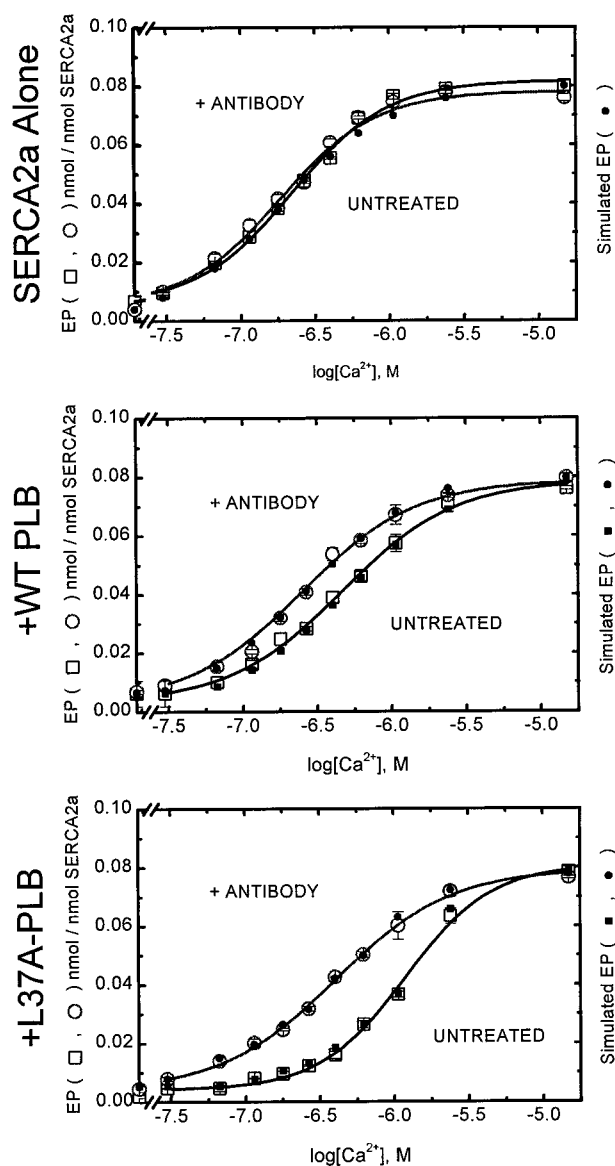 SERCA2a Alone
EP ( □ , ○ ) nmol / nmol SERCA2a
0.10
0.08
0.06
0.04
0.02
0.00
+ ANTIBODY
UNTREATED
Simulated EP ( ● )
-7.5 -7.0 -6.5 -6.0 -5.5 -5.0
log[Ca²⁺], M
+WT PLB
EP ( □ , ○ ) nmol / nmol SERCA2a
0.10
0.08
0.06
0.04
0.02
0.00
+ ANTIBODY
UNTREATED
Simulated EP ( ■ , ● )
-7.5 -7.0 -6.5 -6.0 -5.5 -5.0
log[Ca²⁺], M
+L37A-PLB
EP ( □ , ○ ) nmol / nmol SERCA2a
0.10
0.08
0.06
0.04
0.02
0.00
+ ANTIBODY
UNTREATED
Simulated EP ( ■ , ● )
-7.5 -7.0 -6.5 -6.0 -5.5 -5.0
log[Ca²⁺], M